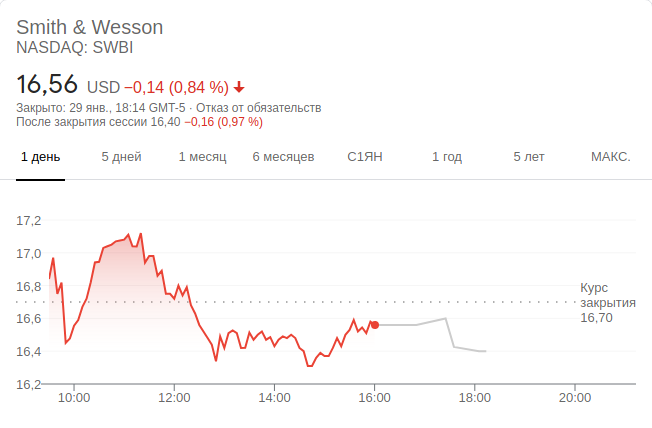 Smith & Wesson
NASDAQ: SWBI
16,56 USD −0,14 (0,84 %)
Закрыто: 29 янв., 18:14 GMT-5 · Отказ от обязательств
После закрытия сессии 16,40 −0,16 (0,97 %)
1 день 5 дней 1 месяц 6 месяцев С1ЯН 1 год 5 лет МАКС.
17,2
17,0
16,8
16,6
16,4
16,2
Курс
закрытия
16,70
10:00 12:00 14:00 16:00 18:00 20:00